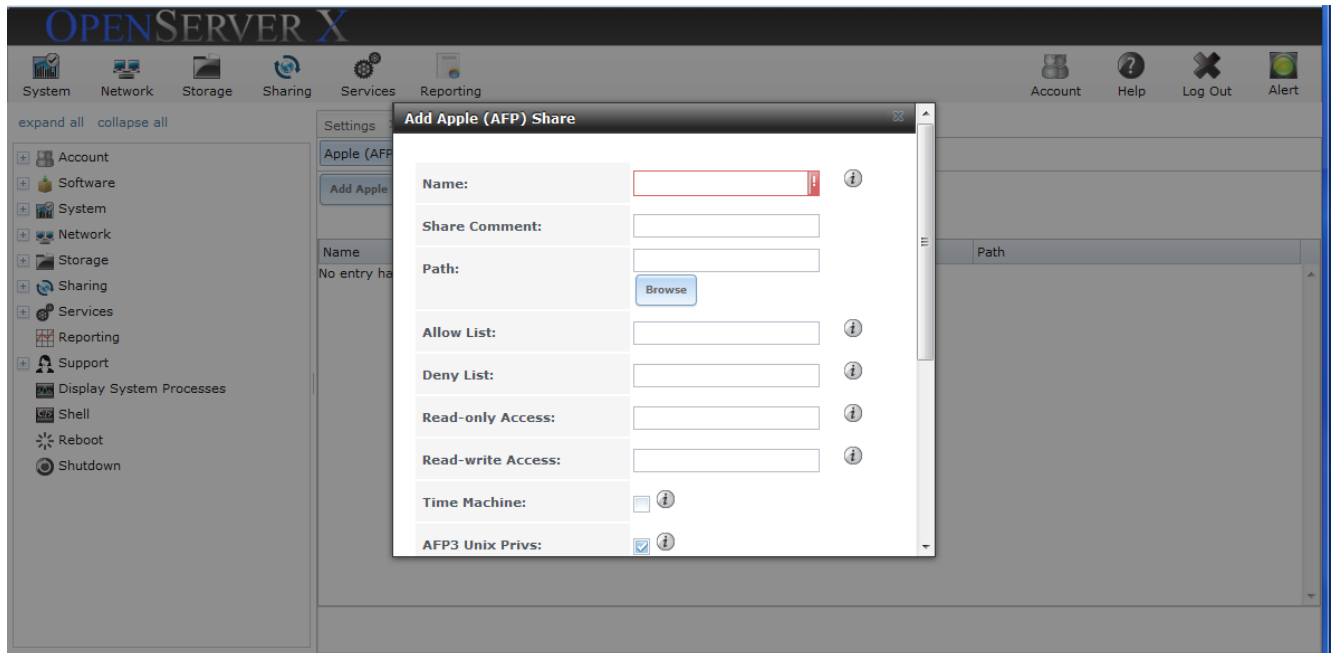 OPENSERVER X
System Network Storage Sharing Services Reporting Account Help Log Out Alert
expand all collapse all
Account
Software
System
Network
Storage
Sharing
Services
Reporting
Support
Display System Processes
Shell
Reboot
Shutdown
Settings
Apple (AFP
Add Apple
Name Path
No entry ha
Add Apple (AFP) Share
Name:
Share Comment:
Path:
Browse
Allow List:
Deny List:
Read-only Access:
Read-write Access:
Time Machine:
AFP3 Unix Privs: